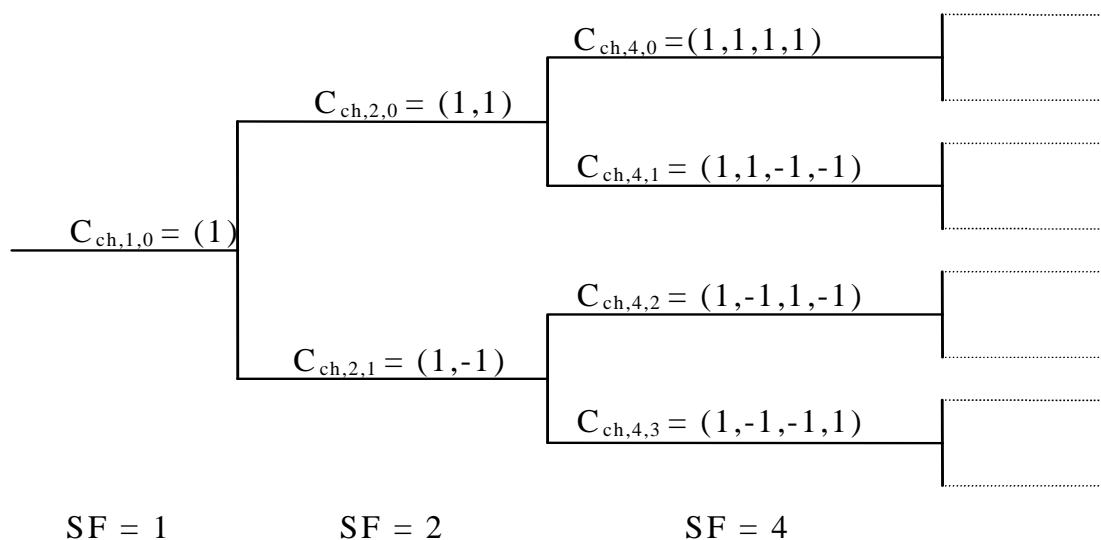 C ch,4,0 =(1,1,1,1)
C ch,2,0 = (1,1)
C ch,4,1 = (1,1,-1,-1)
C ch,1,0 = (1)
C ch,4,2 = (1,-1,1,-1)
C ch,2,1 = (1,-1)
C ch,4,3 = (1,-1,-1,1)
SF = 1 SF = 2 SF = 4